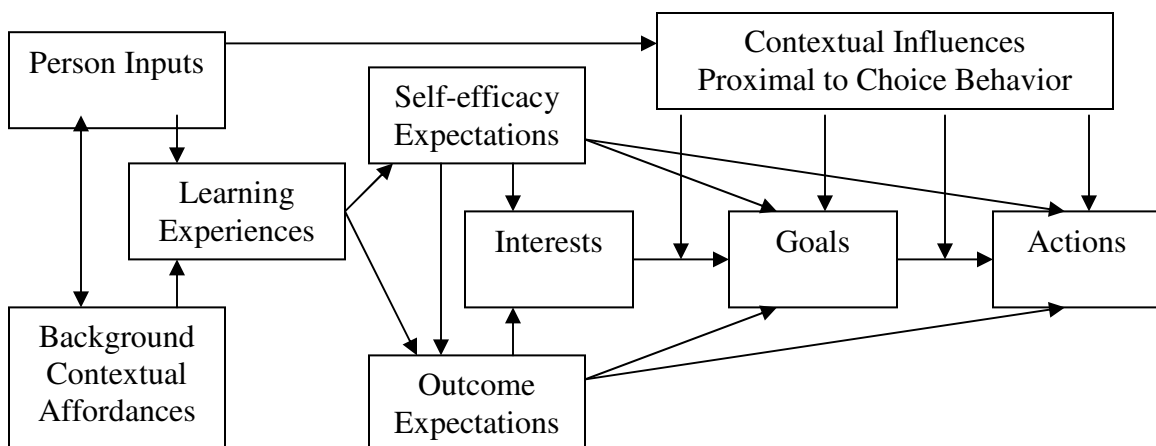 Person Inputs
Contextual Influences
Proximal to Choice Behavior
Self-efficacy
Expectations
Learning
Experiences
Interests
Goals
Actions
Background
Contextual
Affordances
Outcome
Expectations